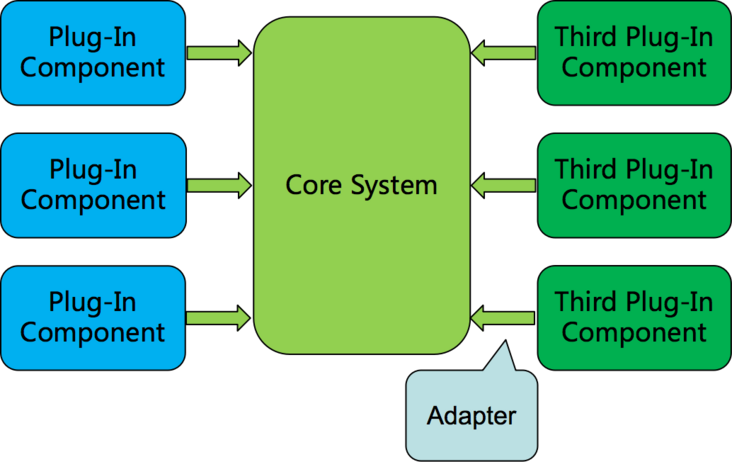 Plug-In
Component
Third Plug-In
Component
Plug-In
Component
Core System
Third Plug-In
Component
Plug-In
Component
Third Plug-In
Component
Adapter